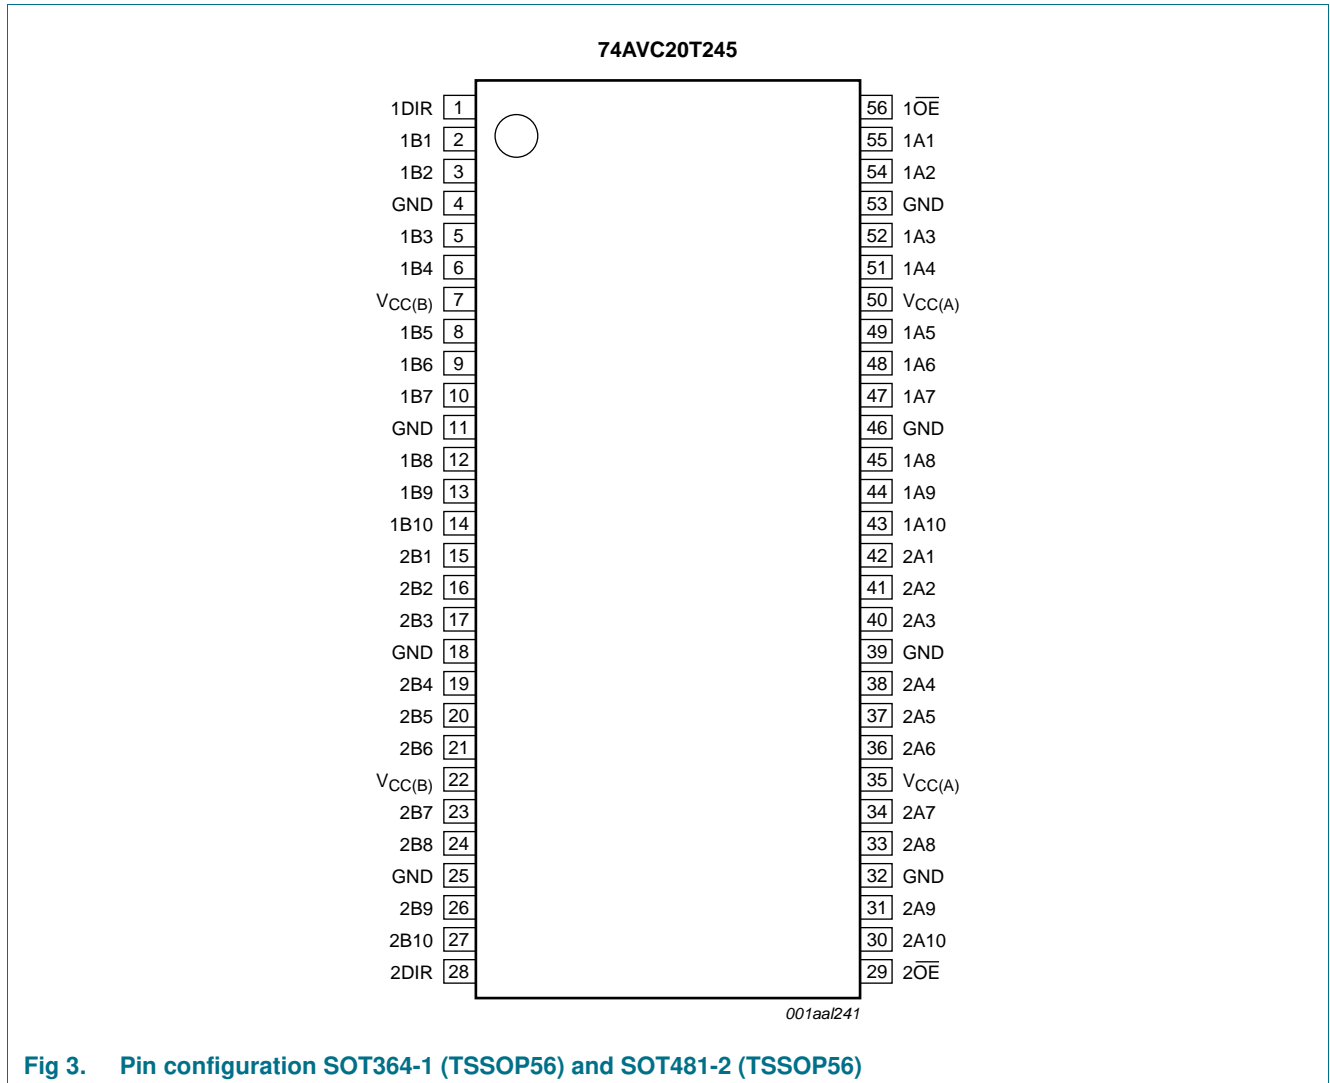 74AVC20T245
1DIR 1 56 1O̅E̅
1B1 2 55 1A1
1B2 3 54 1A2
GND 4 53 GND
1B3 5 52 1A3
1B4 6 51 1A4
VCC(B) 7 50 VCC(A)
1B5 8 49 1A5
1B6 9 48 1A6
1B7 10 47 1A7
GND 11 46 GND
1B8 12 45 1A8
1B9 13 44 1A9
1B10 14 43 1A10
2B1 15 42 2A1
2B2 16 41 2A2
2B3 17 40 2A3
GND 18 39 GND
2B4 19 38 2A4
2B5 20 37 2A5
2B6 21 36 2A6
VCC(B) 22 35 VCC(A)
2B7 23 34 2A7
2B8 24 33 2A8
GND 25 32 GND
2B9 26 31 2A9
2B10 27 30 2A10
2DIR 28 29 2O̅E̅
001aal241
Fig 3. Pin configuration SOT364-1 (TSSOP56) and SOT481-2 (TSSOP56)